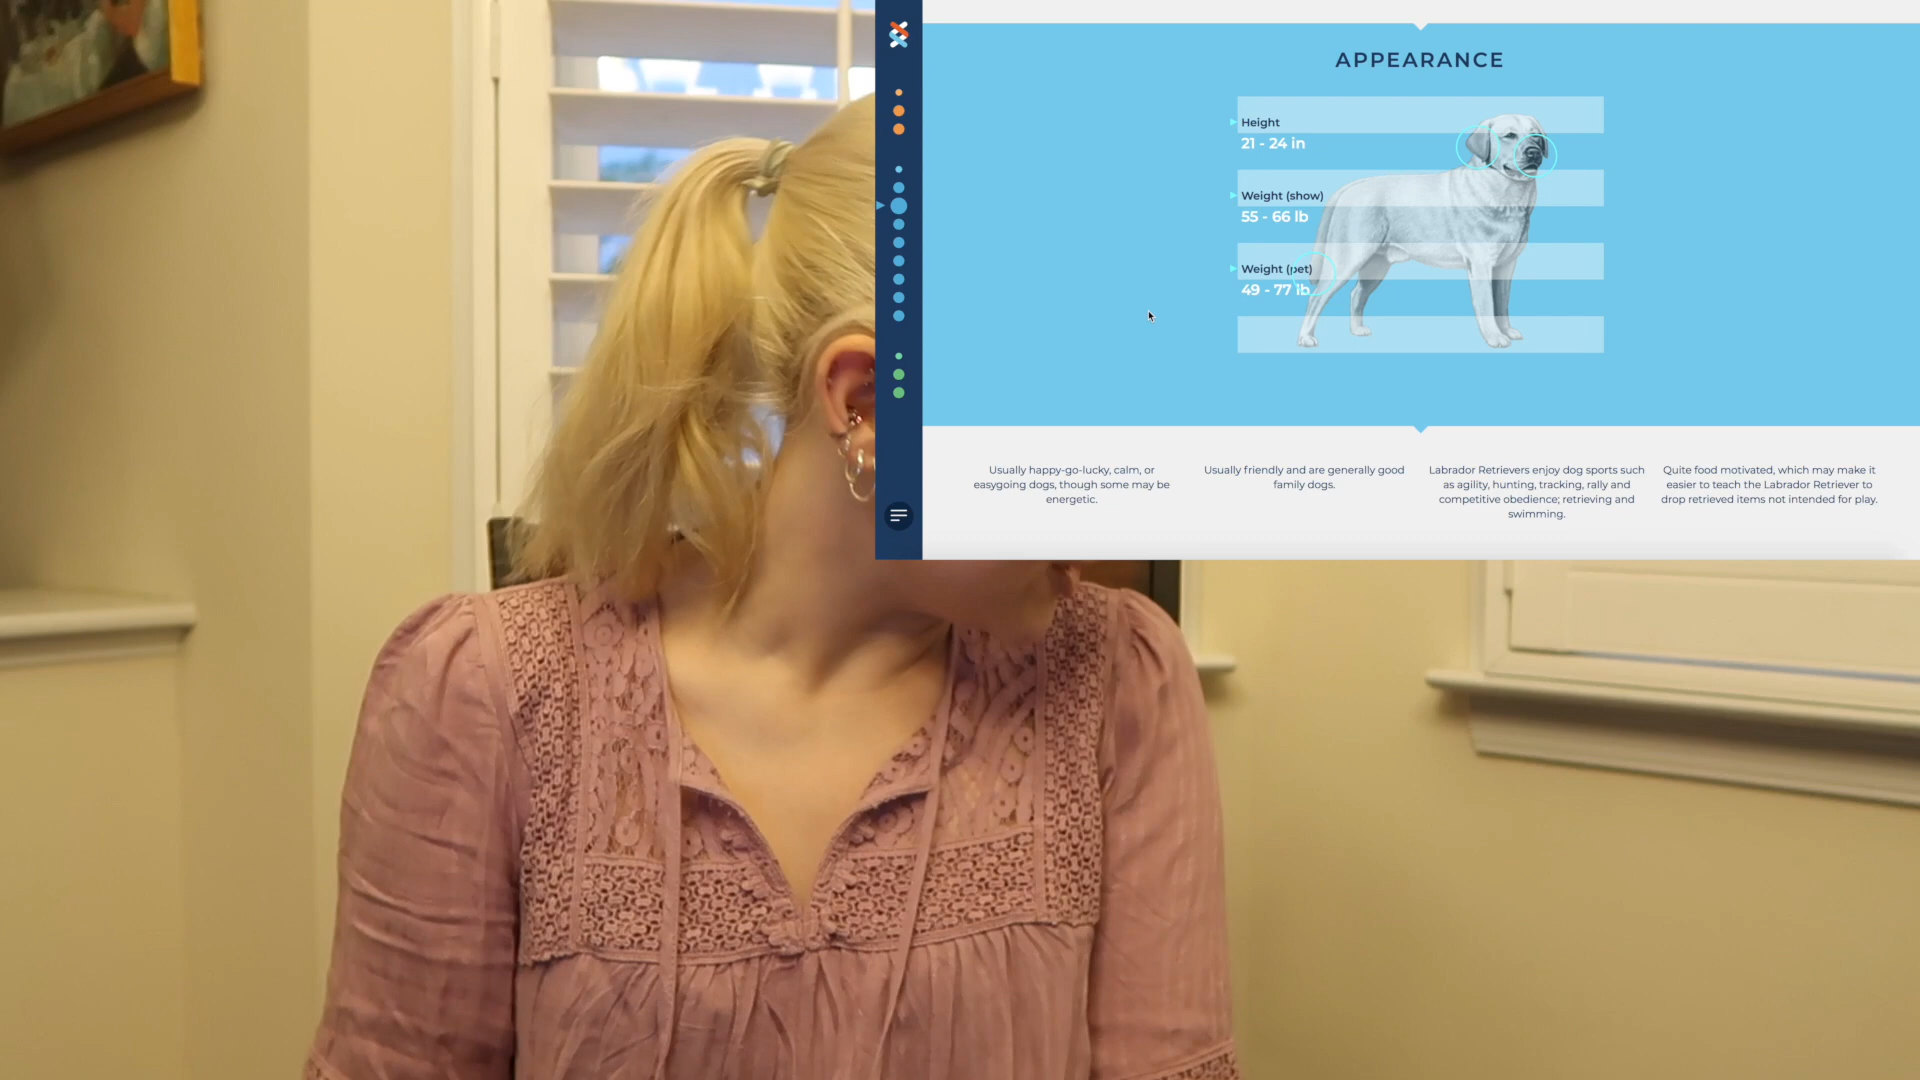 APPEARANCE
Height
21 - 24 in
Weight (show)
55 - 66 lb
Weight (pet)
49 - 77 lb
Usually happy-go-lucky, calm, or
easygoing dogs, though some may be
energetic.
Usually friendly and are generally good
family dogs.
Labrador Retrievers enjoy dog sports such
as agility, hunting, tracking, rally and
competitive obedience; retrieving and
swimming.
Quite food motivated, which may make it
easier to teach the Labrador Retriever to
drop retrieved items not intended for play.